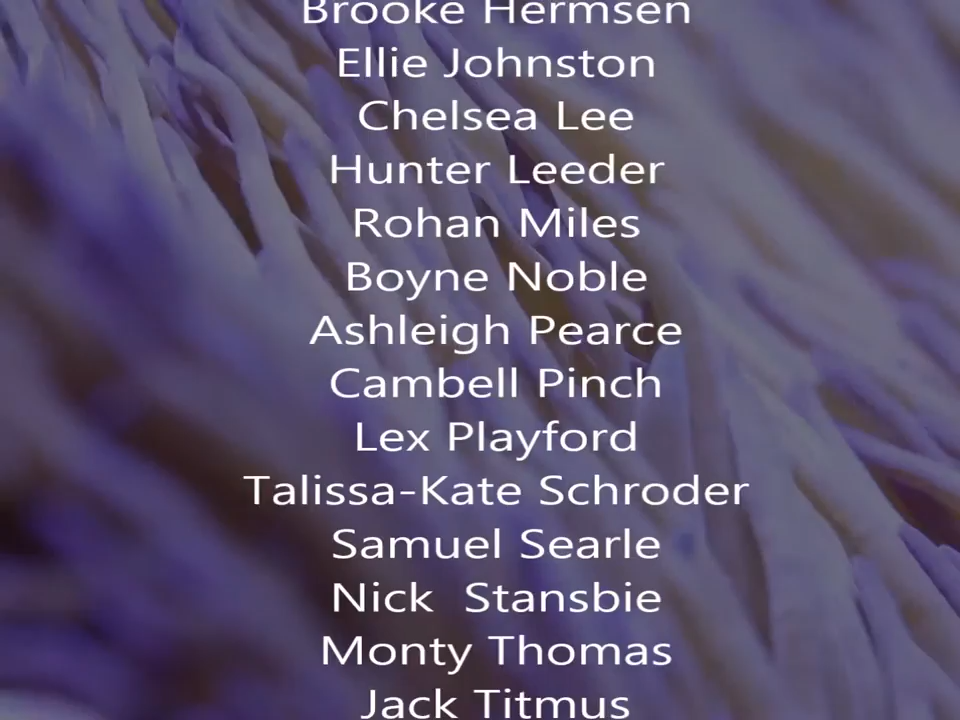 Brooke Hermsen
Ellie Johnston
Chelsea Lee
Hunter Leeder
Rohan Miles
Boyne Noble
Ashleigh Pearce
Cambell Pinch
Lex Playford
Talissa-Kate Schroder
Samuel Searle
Nick  Stansbie
Monty Thomas
Jack Titmus